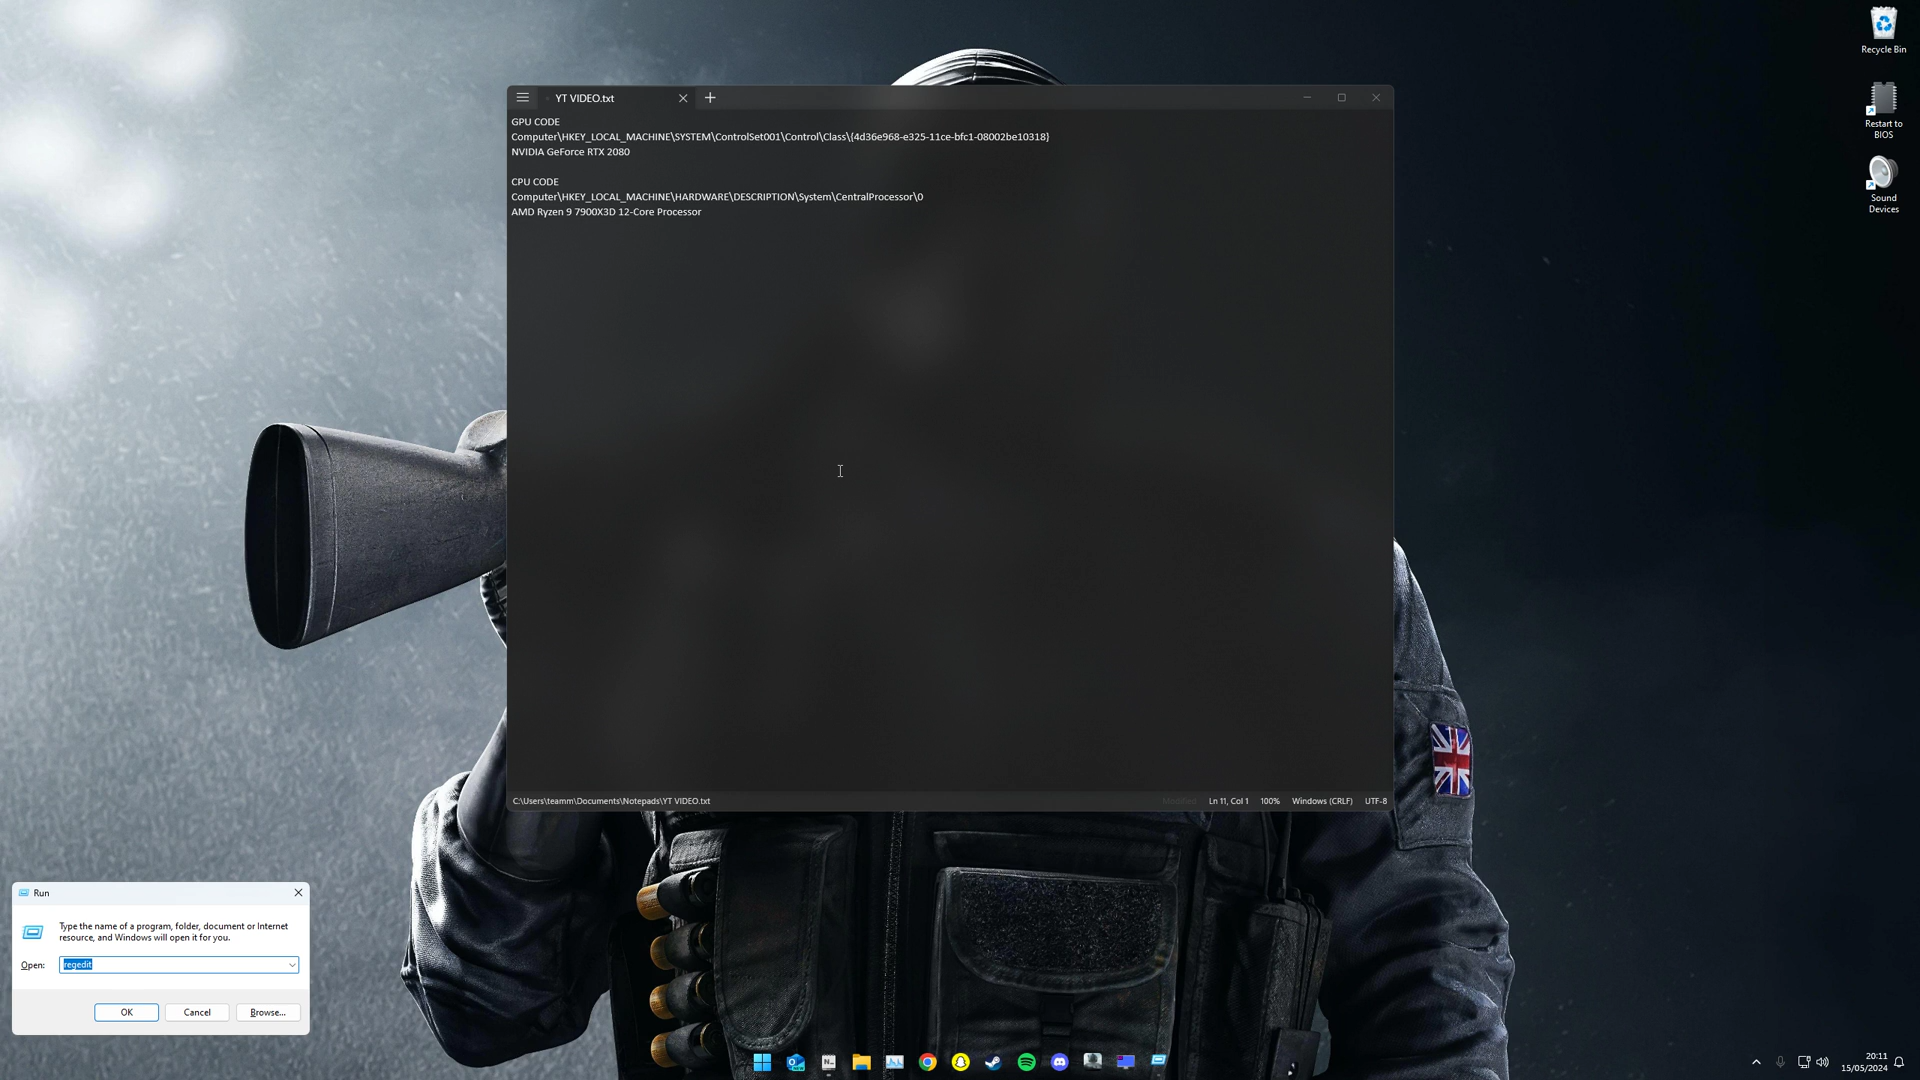 Recycle Bin
Restart to
BIOS
Sound
Devices
YT VIDEO.txt
GPU CODE
Computer\HKEY_LOCAL_MACHINE\SYSTEM\ControlSet001\Control\Class\{4d36e968-e325-11ce-bfc1-08002be10318}
NVIDIA GeForce RTX 2080
CPU CODE
Computer\HKEY_LOCAL_MACHINE\HARDWARE\DESCRIPTION\System\CentralProcessor\0
AMD Ryzen 9 7900X3D 12-Core Processor
C:\Users\teamm\Documents\Notepads\YT VIDEO.txt
Modified Ln 11, Col 1 100% Windows (CRLF) UTF-8
Run
Type the name of a program, folder, document or Internet
resource, and Windows will open it for you.
Open: regedit
OK Cancel Browse...
20:11
15/05/2024